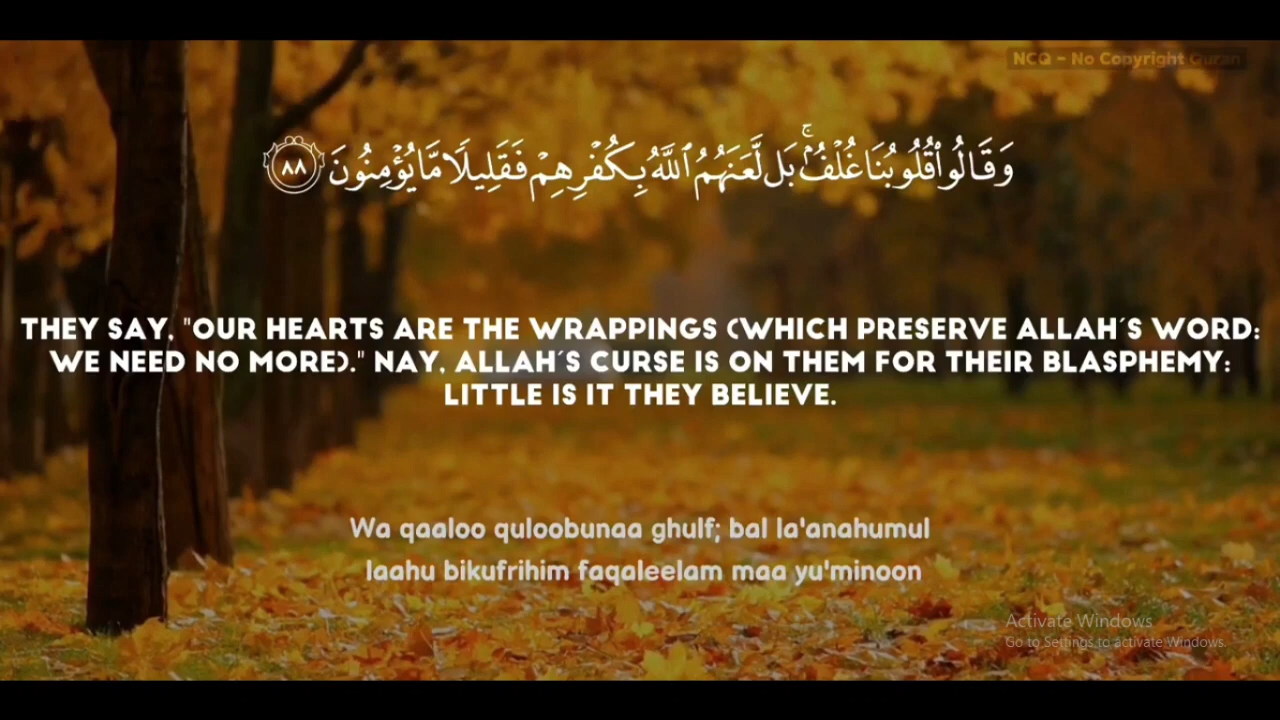 NCQ - No Copyright Quran
وَقَالُوا۟ قُلُوبُنَا غُلْفٌۢ ۚ بَل لَّعَنَهُمُ ٱللَّهُ بِكُفْرِهِمْ فَقَلِيلًا مَّا يُؤْمِنُونَ ٨٨
THEY SAY, "OUR HEARTS ARE THE WRAPPINGS (WHICH PRESERVE ALLAH'S WORD:
WE NEED NO MORE)." NAY, ALLAH'S CURSE IS ON THEM FOR THEIR BLASPHEMY:
LITTLE IS IT THEY BELIEVE.
Wa qaaloo quloobunaa ghulf; bal la'anahumul
laahu bikufrihim faqaleelam maa yu'minoon
Activate Windows
Go to Settings to activate Windows.